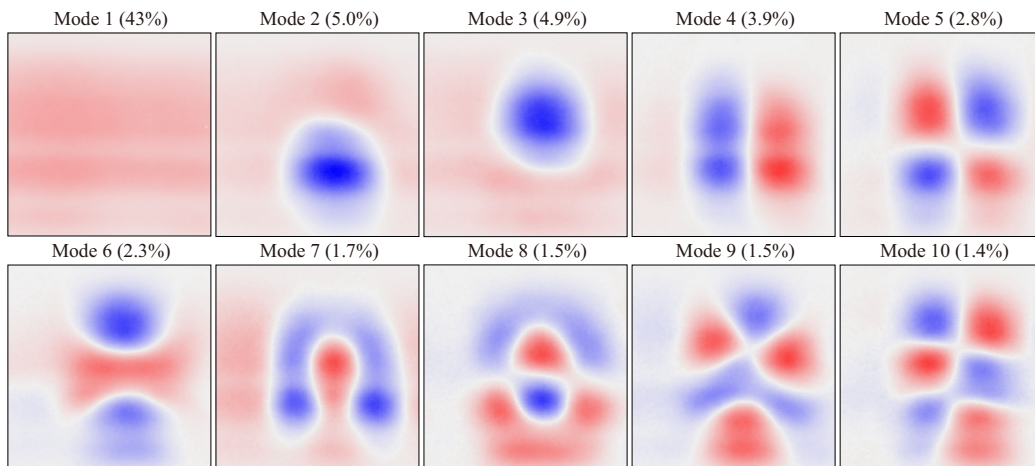 Mode 1 (43%)
Mode 2 (5.0%)
Mode 3 (4.9%)
Mode 4 (3.9%)
Mode 5 (2.8%)
Mode 6 (2.3%)
Mode 7 (1.7%)
Mode 8 (1.5%)
Mode 9 (1.5%)
Mode 10 (1.4%)